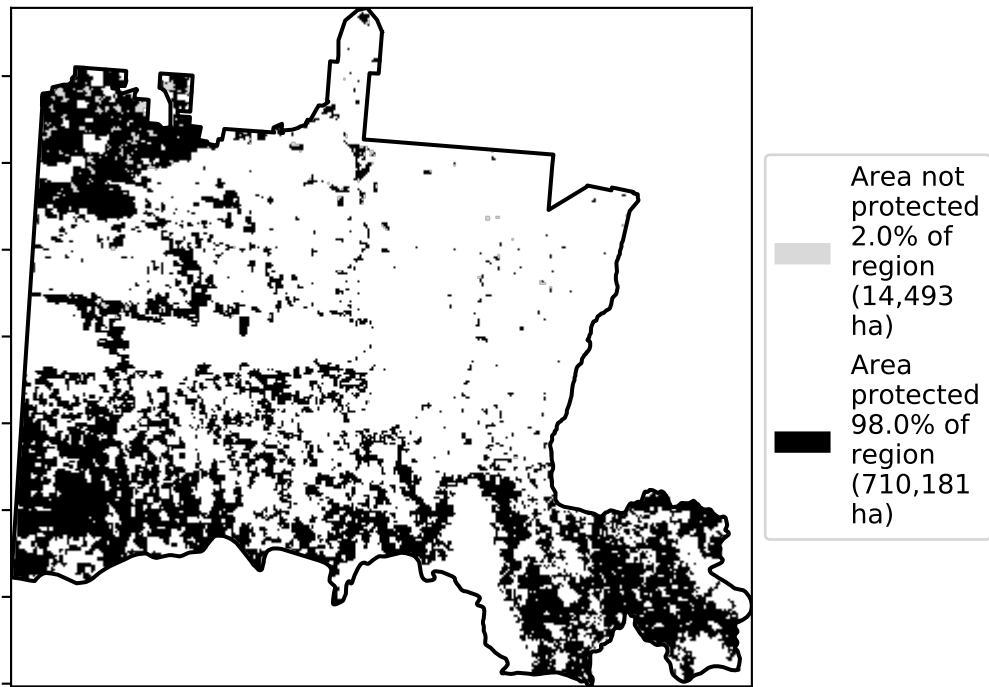 Area not
protected
2.0% of
region
(14,493
ha)
Area
protected
98.0% of
region
(710,181
ha)